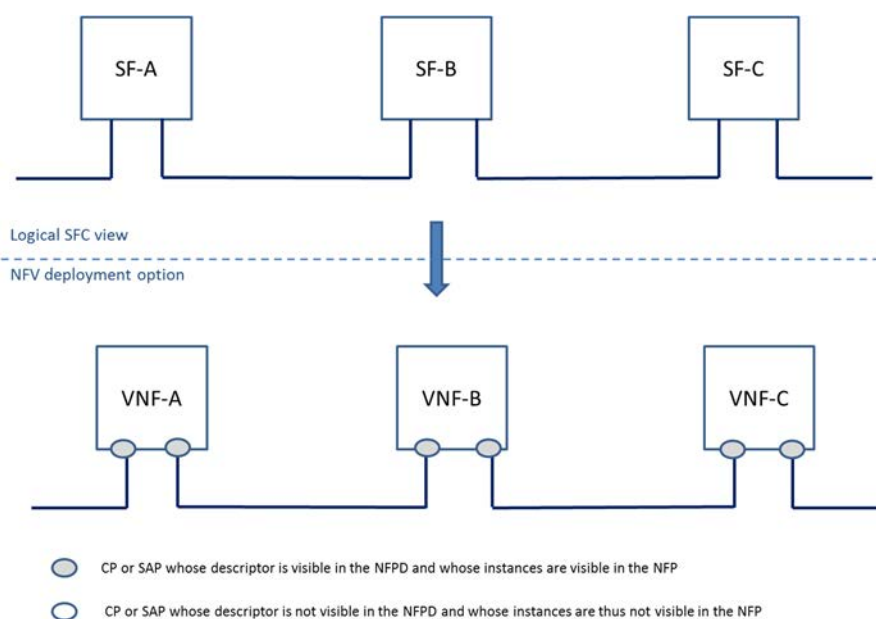 SF-A
SF-B
SF-C
Logical SFC view
NFV deployment option
VNF-A
VNF-B
VNF-C
CP or SAP whose descriptor is visible in the NFPD and whose instances are visible in the NFP
CP or SAP whose descriptor is not visible in the NFPD and whose instances are thus not visible in the NFP